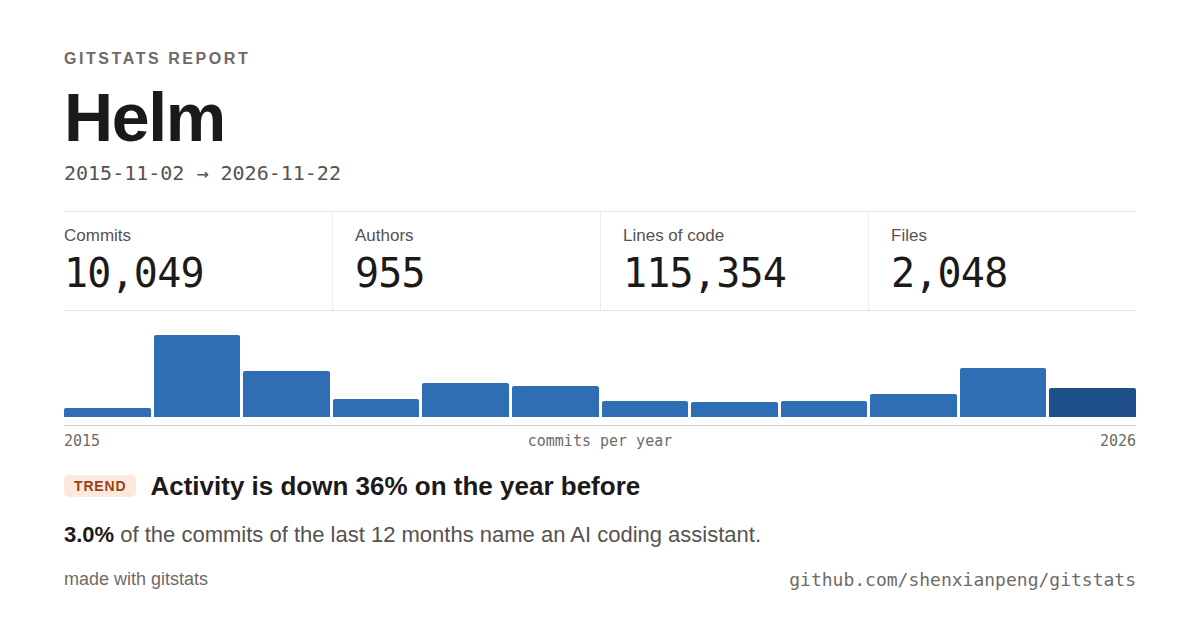 GITSTATS REPORT
Helm
2015-11-02 → 2026-11-22
Commits
10,049
Authors
955
Lines of code
115,354
Files
2,048
2015
commits per year
2026
TREND Activity is down 36% on the year before
3.0% of the commits of the last 12 months name an AI coding assistant.
made with gitstats
github.com/shenxianpeng/gitstats